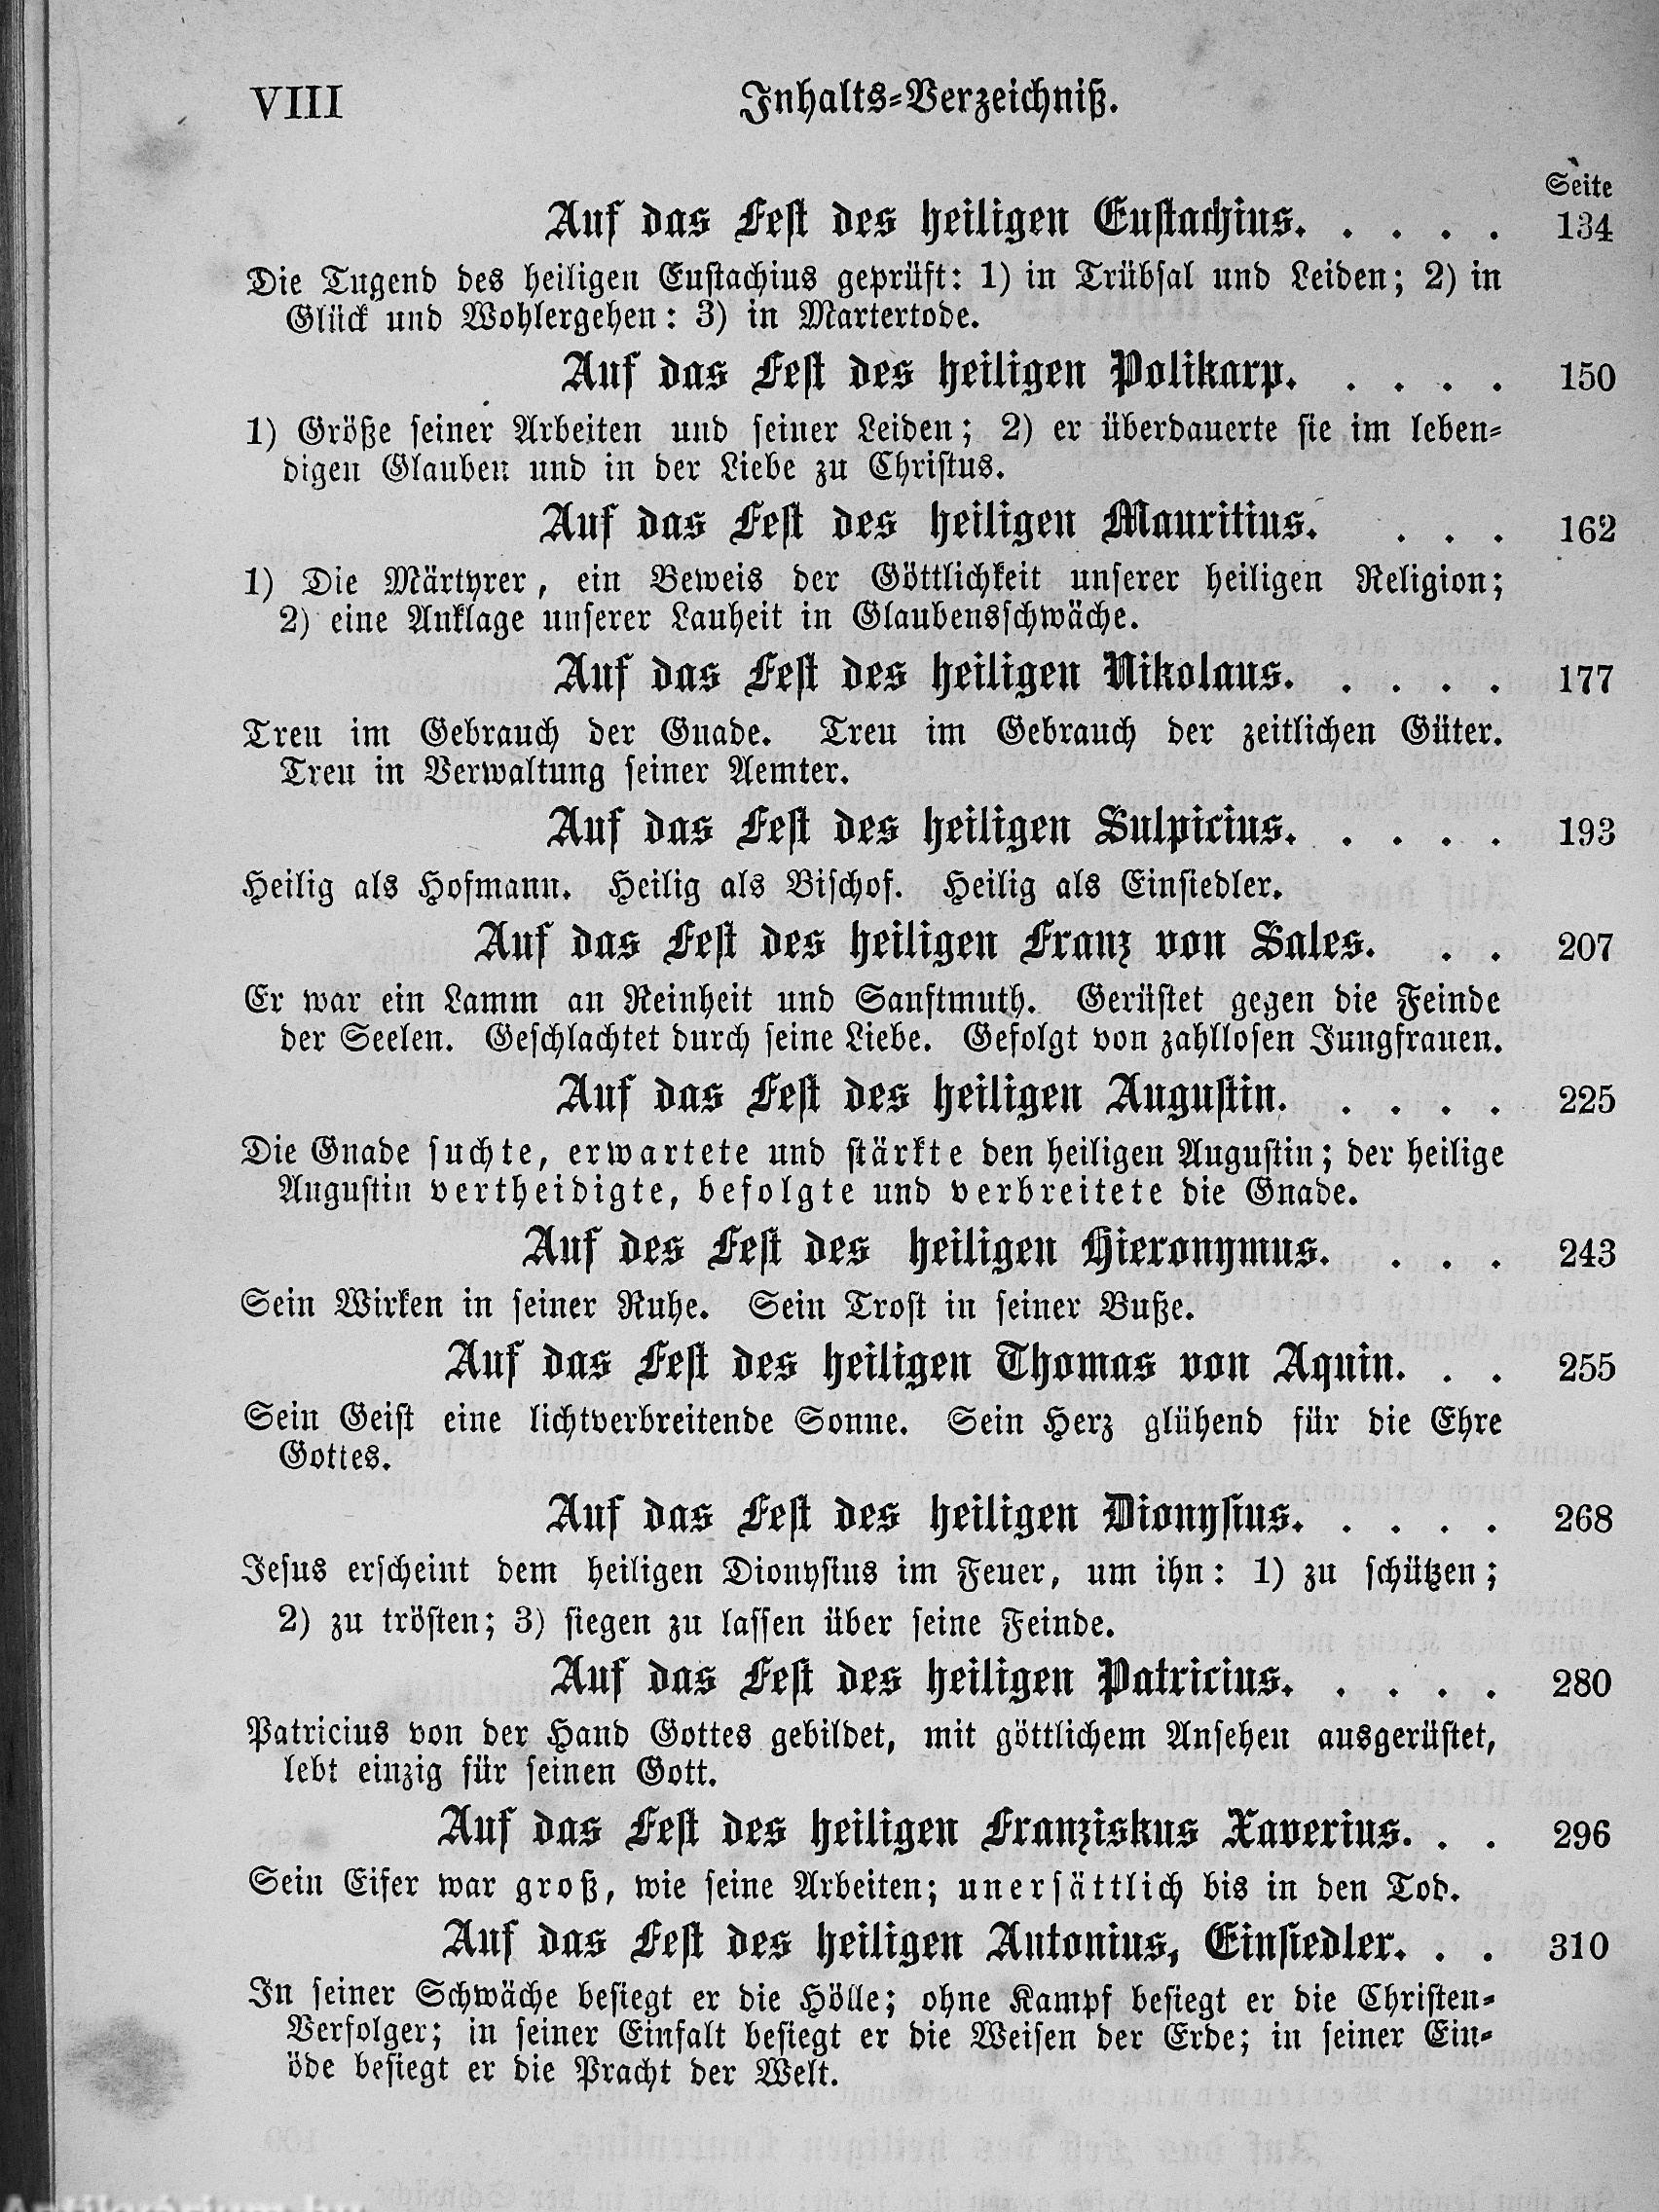 VIII Inhalts-Verzeichniß.
Seite
Auf das Fest des heiligen Eustachius. . . . . 134
Die Tugend des heiligen Eustachius geprüft: 1) in Trübsal und Leiden; 2) in
Glück und Wohlergehen: 3) in Martertode.
Auf das Fest des heiligen Polikarp. . . . . 150
1) Größe seiner Arbeiten und seiner Leiden; 2) er überdauerte sie im leben-
digen Glauben und in der Liebe zu Christus.
Auf das Fest des heiligen Mauritius. . . . 162
1) Die Märtyrer, ein Beweis der Göttlichkeit unserer heiligen Religion;
2) eine Anklage unserer Lauheit in Glaubensschwäche.
Auf das Fest des heiligen Nikolaus. . . . . 177
Treu im Gebrauch der Gnade. Treu im Gebrauch der zeitlichen Güter.
Treu in Verwaltung seiner Aemter.
Auf das Fest des heiligen Sulpicius. . . . . 193
Heilig als Hofmann. Heilig als Bischof. Heilig als Einsiedler.
Auf das Fest des heiligen Franz von Sales. . . 207
Er war ein Lamm an Reinheit und Sanftmuth. Gerüstet gegen die Feinde
der Seelen. Geschlachtet durch seine Liebe. Gefolgt von zahllosen Jungfrauen.
Auf das Fest des heiligen Augustin. . . . . 225
Die Gnade suchte, erwartete und stärkte den heiligen Augustin; der heilige
Augustin vertheidigte, befolgte und verbreitete die Gnade.
Auf des Fest des heiligen Hieronymus. . . . 243
Sein Wirken in seiner Ruhe. Sein Trost in seiner Buße.
Auf das Fest des heiligen Thomas von Aquin. . . 255
Sein Geist eine lichtverbreitende Sonne. Sein Herz glühend für die Ehre
Gottes.
Auf das Fest des heiligen Dionysius. . . . . 268
Jesus erscheint dem heiligen Dionysius im Feuer, um ihn: 1) zu schützen;
2) zu trösten; 3) siegen zu lassen über seine Feinde.
Auf das Fest des heiligen Patricius. . . . . 280
Patricius von der Hand Gottes gebildet, mit göttlichem Ansehen ausgerüstet,
lebt einzig für seinen Gott.
Auf das Fest des heiligen Franziskus Xaverius. . . 296
Sein Eifer war groß, wie seine Arbeiten; unersättlich bis in den Tod.
Auf das Fest des heiligen Antonius, Einsiedler. . . 310
In seiner Schwäche besiegt er die Hölle; ohne Kampf besiegt er die Christen-
Verfolger; in seiner Einfalt besiegt er die Weisen der Erde; in seiner Ein-
öde besiegt er die Pracht der Welt.